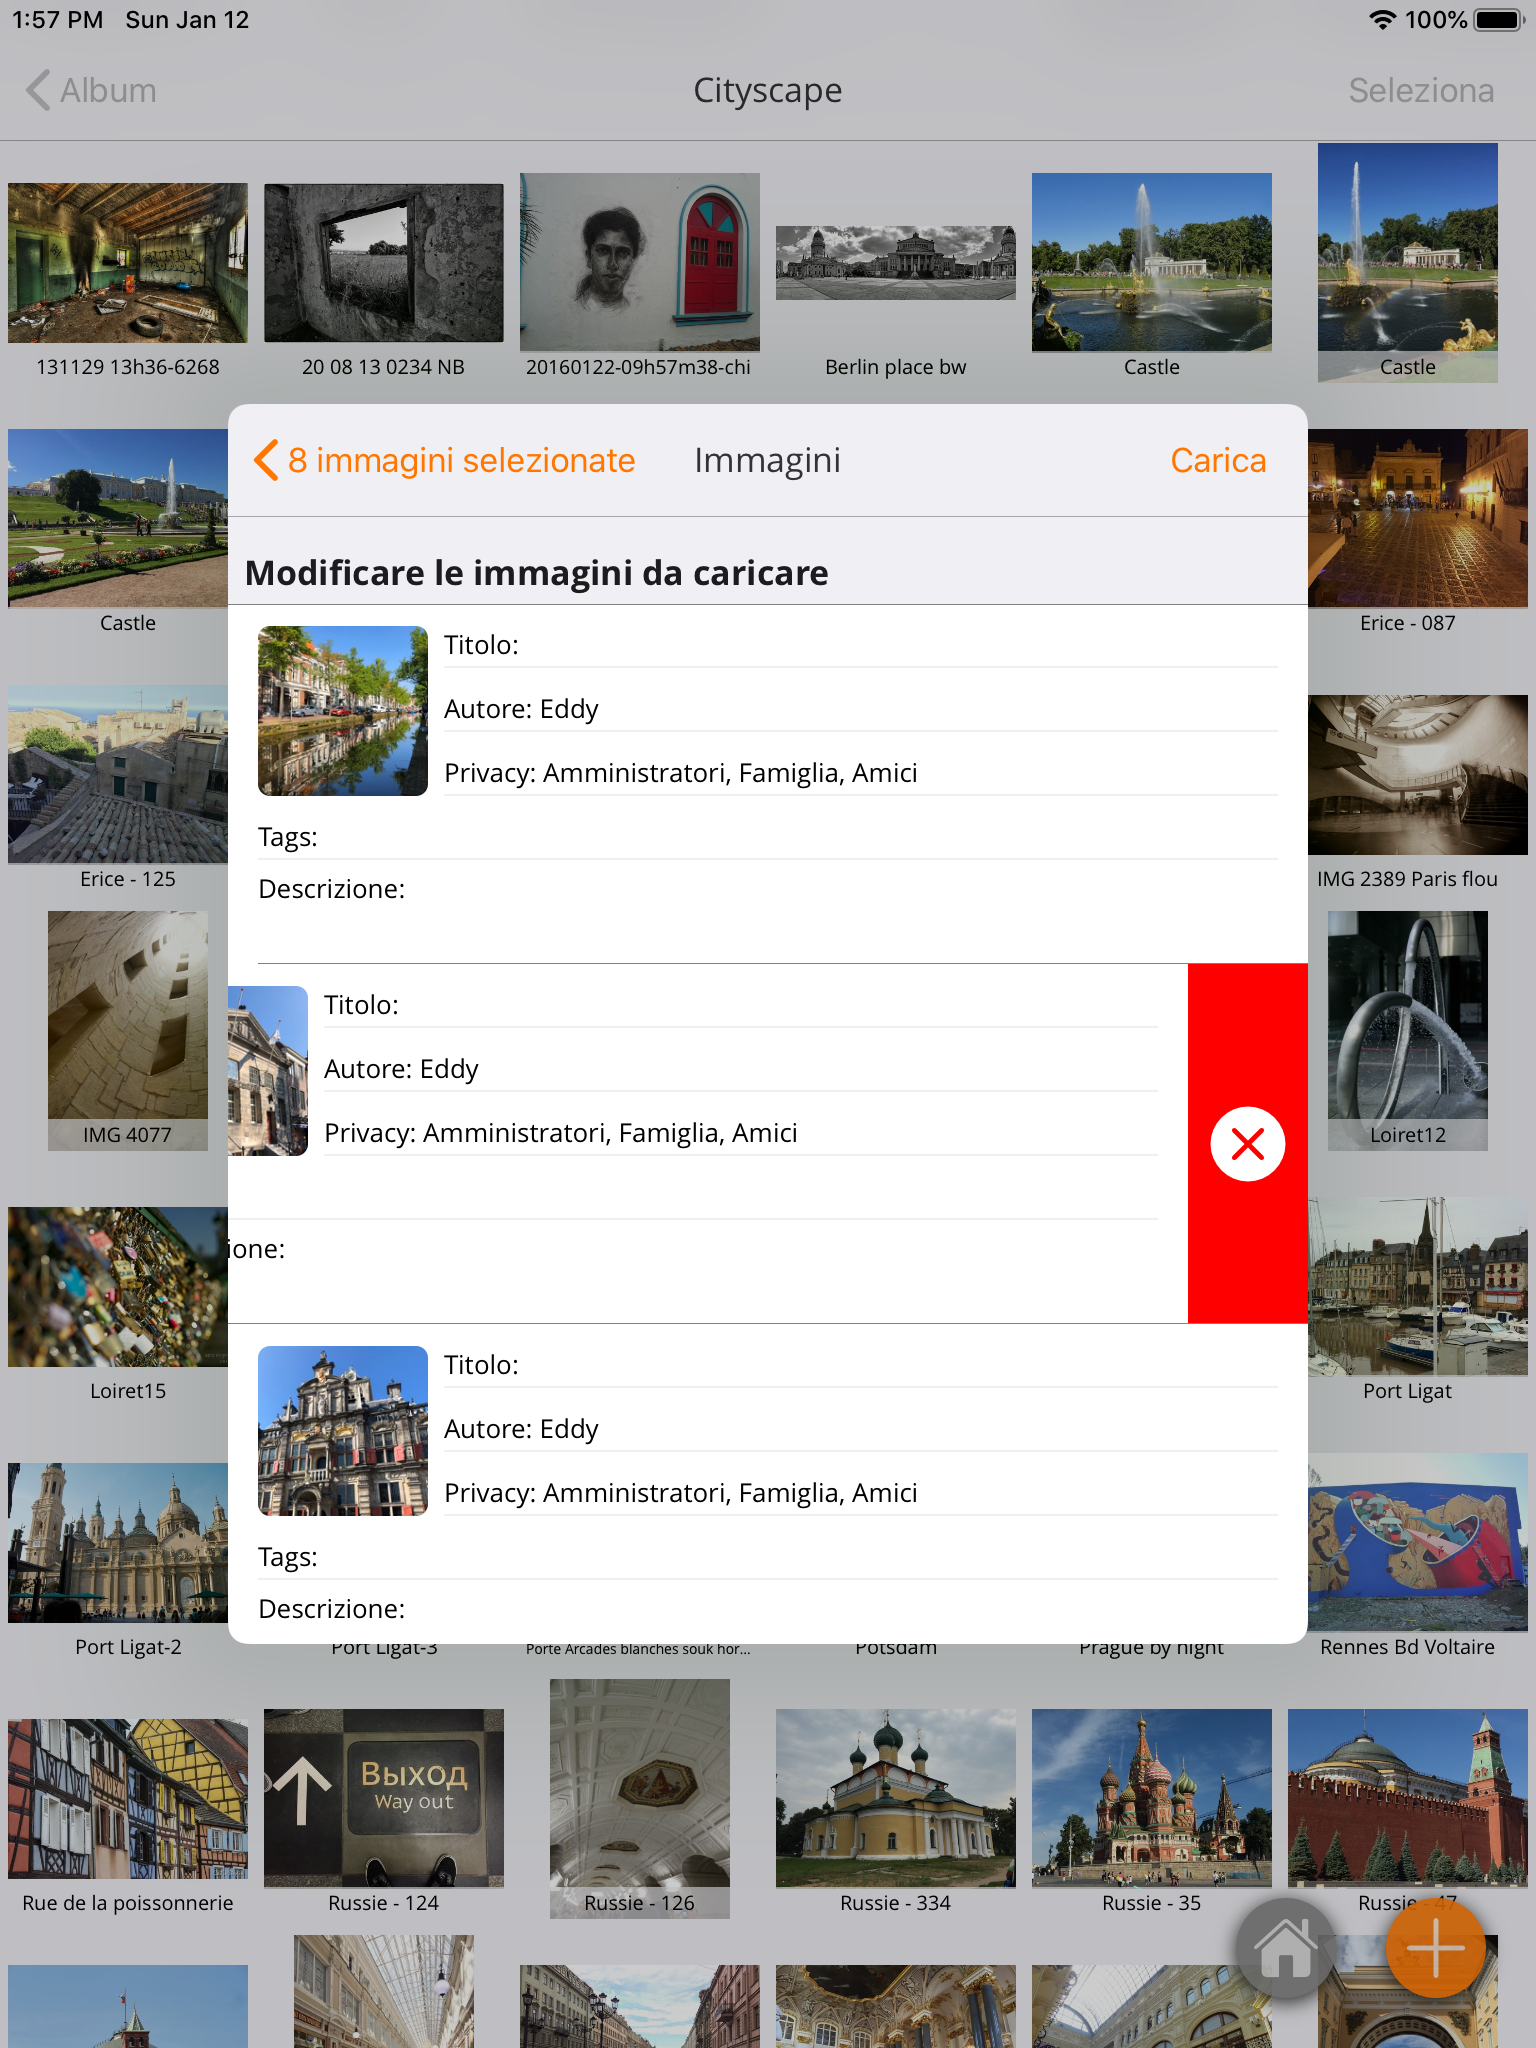 1:57 PM Sun Jan 12 100%
Album Cityscape Seleziona
131129 13h36-6268 20 08 13 0234 NB 20160122-09h57m38-chi Berlin place bw Castle Castle
8 immagini selezionate Immagini Carica
Modificare le immagini da caricare
Titolo:
Autore: Eddy
Privacy: Amministratori, Famiglia, Amici
Tags:
Descrizione:
Titolo:
Autore: Eddy
Privacy: Amministratori, Famiglia, Amici
ione:
Titolo:
Autore: Eddy
Privacy: Amministratori, Famiglia, Amici
Tags:
Descrizione:
Castle Erice - 087
Erice - 125 IMG 2389 Paris flou
IMG 4077 Loiret12
Loiret15 Port Ligat
Port Ligat-2 Port Ligat-3 Porte Arcades blanches souk hor... Potsdam Prague by night Rennes Bd Voltaire
Выход
Way out
Rue de la poissonnerie Russie - 124 Russie - 126 Russie - 334 Russie - 35 Russie - 47